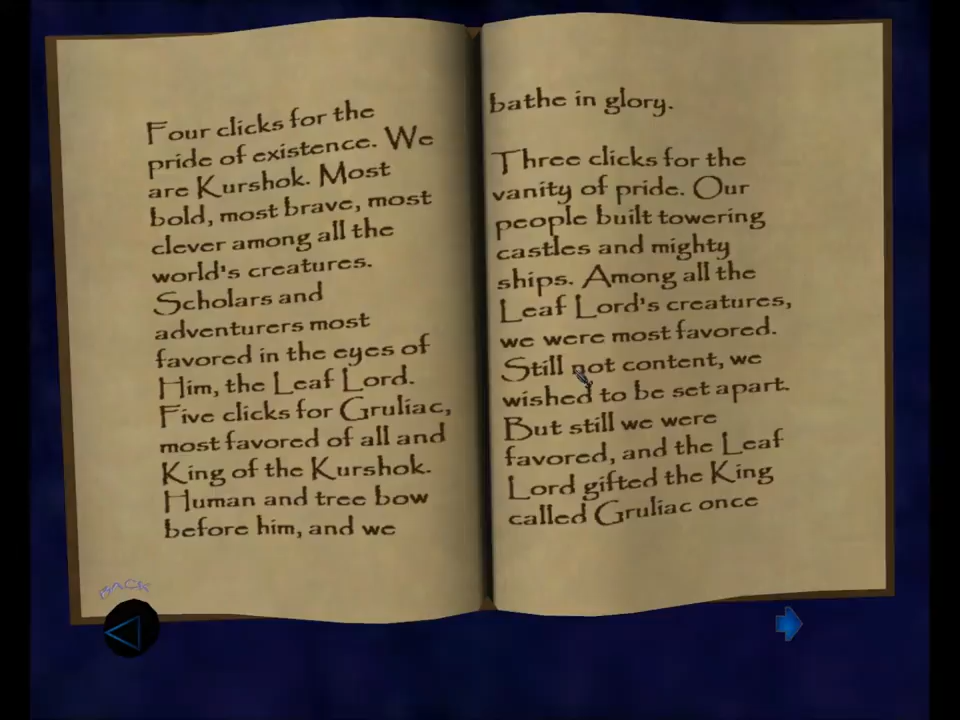 Four clicks for the
pride of existence. We
are Kurshok. Most
bold, most brave, most
clever among all the
world's creatures.
Scholars and
adventurers most
favored in the eyes of
Him, the Leaf Lord.
Five clicks for Gruliac,
most favored of all and
King of the Kurshok.
Human and tree bow
before him, and we
bathe in glory.
Three clicks for the
vanity of pride. Our
people built towering
castles and mighty
ships. Among all the
Leaf Lord's creatures,
we were most favored.
Still not content, we
wished to be set apart.
But still we were
favored, and the Leaf
Lord gifted the King
called Gruliac once
BACK